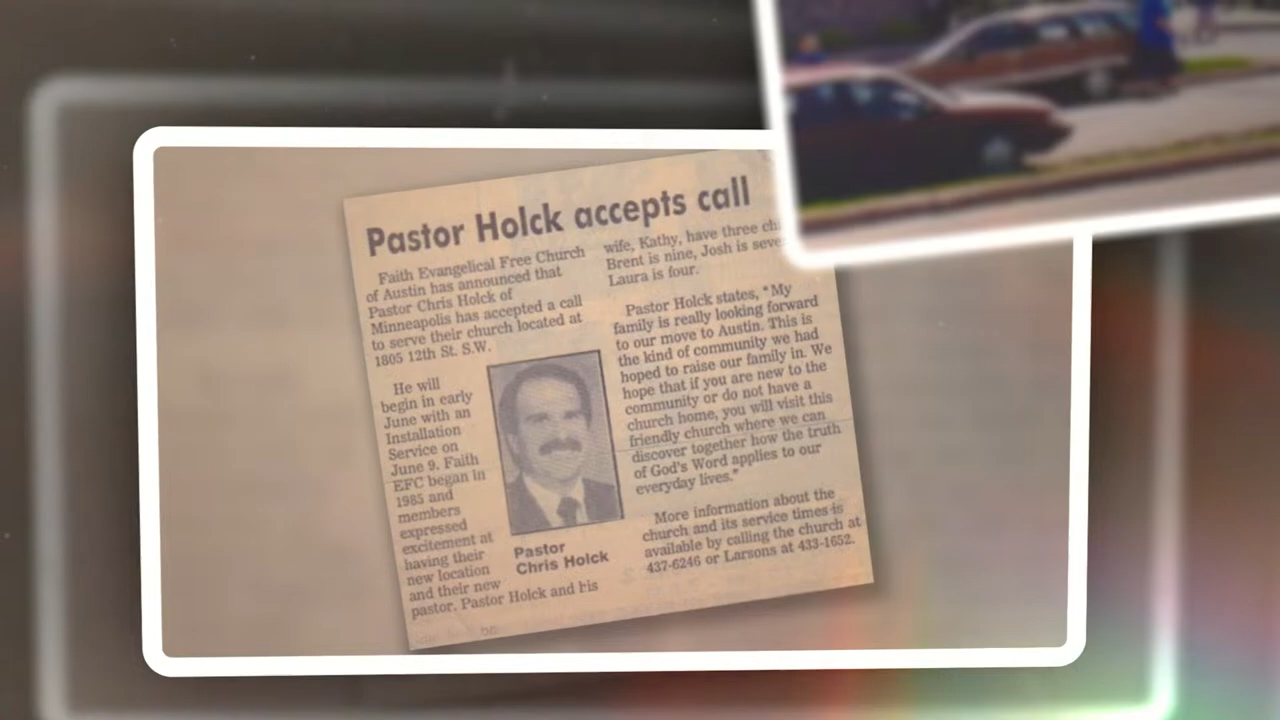 Pastor Holck accepts call
Faith Evangelical Free Church
of Austin has announced that
Pastor Chris Holck of
Minneapolis has accepted a call
to serve their church located at
1805 12th St. S.W.
He will
begin in early
June with an
Installation
Service on
June 9. Faith
EFC began in
1985 and
members
expressed
excitement at
having their
new location
and their new
pastor. Pastor Holck and his
Pastor
Chris Holck
wife, Kathy, have three
Brent is nine, Josh is
Laura is four.
Pastor Holck states, "My
family is really looking forward
to our move to Austin. This is
the kind of community we had
hoped to raise our family in. We
hope that if you are new to the
community or do not have a
church home, you will visit this
friendly church where we can
discover together how the truth
of God's Word applies to our
everyday lives."
More information about the
church and its service times is
available by calling the church at
437-6246 or Larsons at 433-1652.